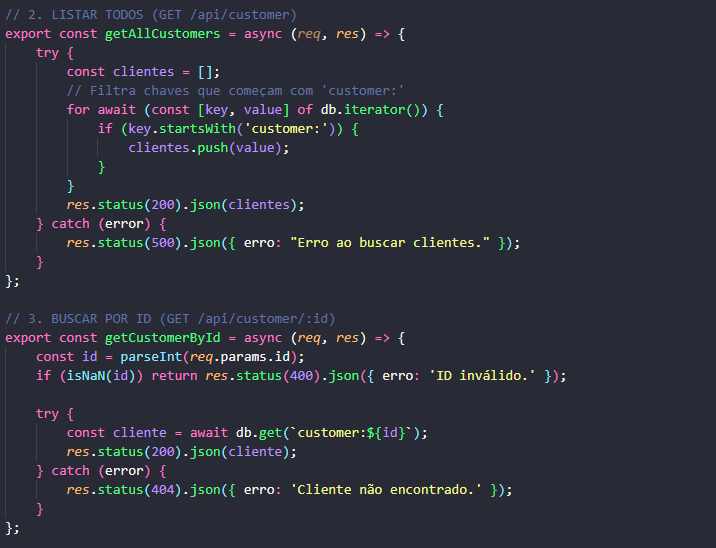 // 2. LISTAR TODOS (GET /api/customer)
export const getAllCustomers = async (req, res) => {
    try {
        const clientes = [];
        // Filtra chaves que começam com 'customer:'
        for await (const [key, value] of db.iterator()) {
            if (key.startsWith('customer:')) {
                clientes.push(value);
            }
        }
        res.status(200).json(clientes);
    } catch (error) {
        res.status(500).json({ erro: "Erro ao buscar clientes." });
    }
};

// 3. BUSCAR POR ID (GET /api/customer/:id)
export const getCustomerById = async (req, res) => {
    const id = parseInt(req.params.id);
    if (isNaN(id)) return res.status(400).json({ erro: 'ID inválido.' });

    try {
        const cliente = await db.get(`customer:${id}`);
        res.status(200).json(cliente);
    } catch (error) {
        res.status(404).json({ erro: 'Cliente não encontrado.' });
    }
};